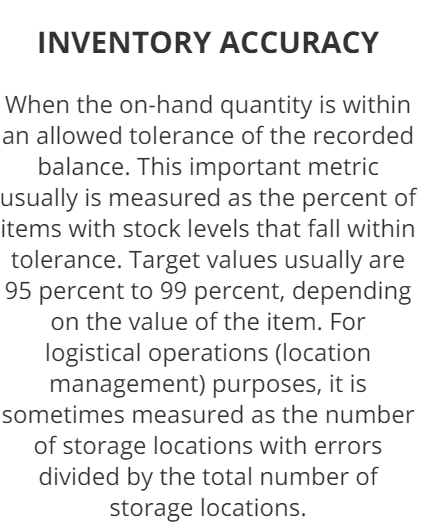 INVENTORY ACCURACY
When the on-hand quantity is within
an allowed tolerance of the recorded
balance. This important metric
usually is measured as the percent of
items with stock levels that fall within
tolerance. Target values usually are
95 percent to 99 percent, depending
on the value of the item. For
logistical operations (location
management) purposes, it is
sometimes measured as the number
of storage locations with errors
divided by the total number of
storage locations.